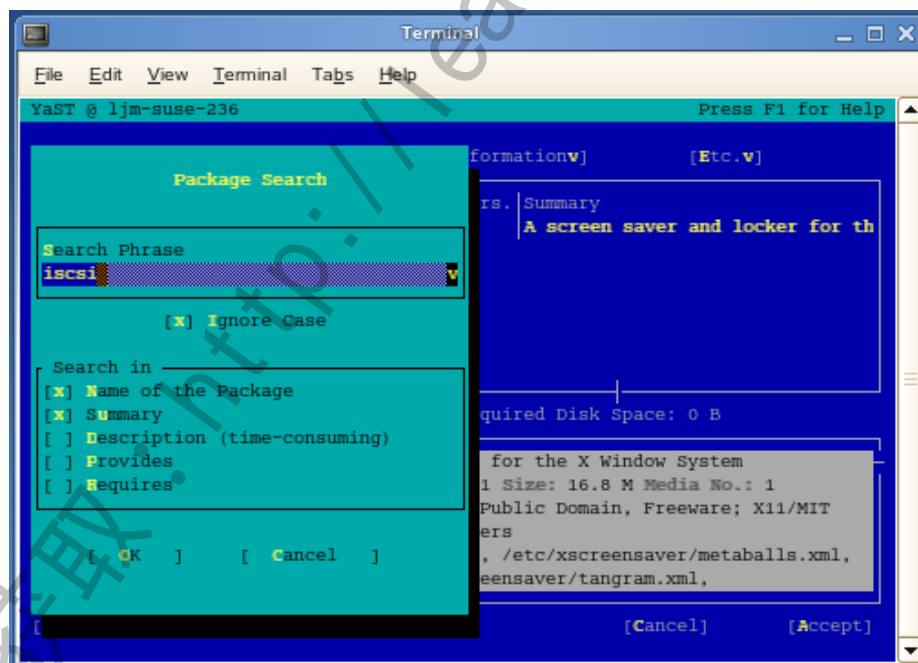 Terminal
File Edit View Terminal Tabs Help
YaST @ ljm-suse-236 Press F1 for Help
formationv] [Etc.v]
Package Search
rs. Summary
A screen saver and locker for th
Search Phrase
iscsi v
[x] Ignore Case
Search in
[x] Name of the Package
[x] Summary
quired Disk Space: 0 B
[ ] Description (time-consuming)
[ ] Provides
for the X Window System
[ ] Requires
1 Size: 16.8 M Media No.: 1
Public Domain, Freeware; X11/MIT
ers
[ OK ] [ Cancel ]
, /etc/xscreensaver/metaballs.xml,
eensaver/tangram.xml,
[ [Cancel] [Accept]
获取:http://lea